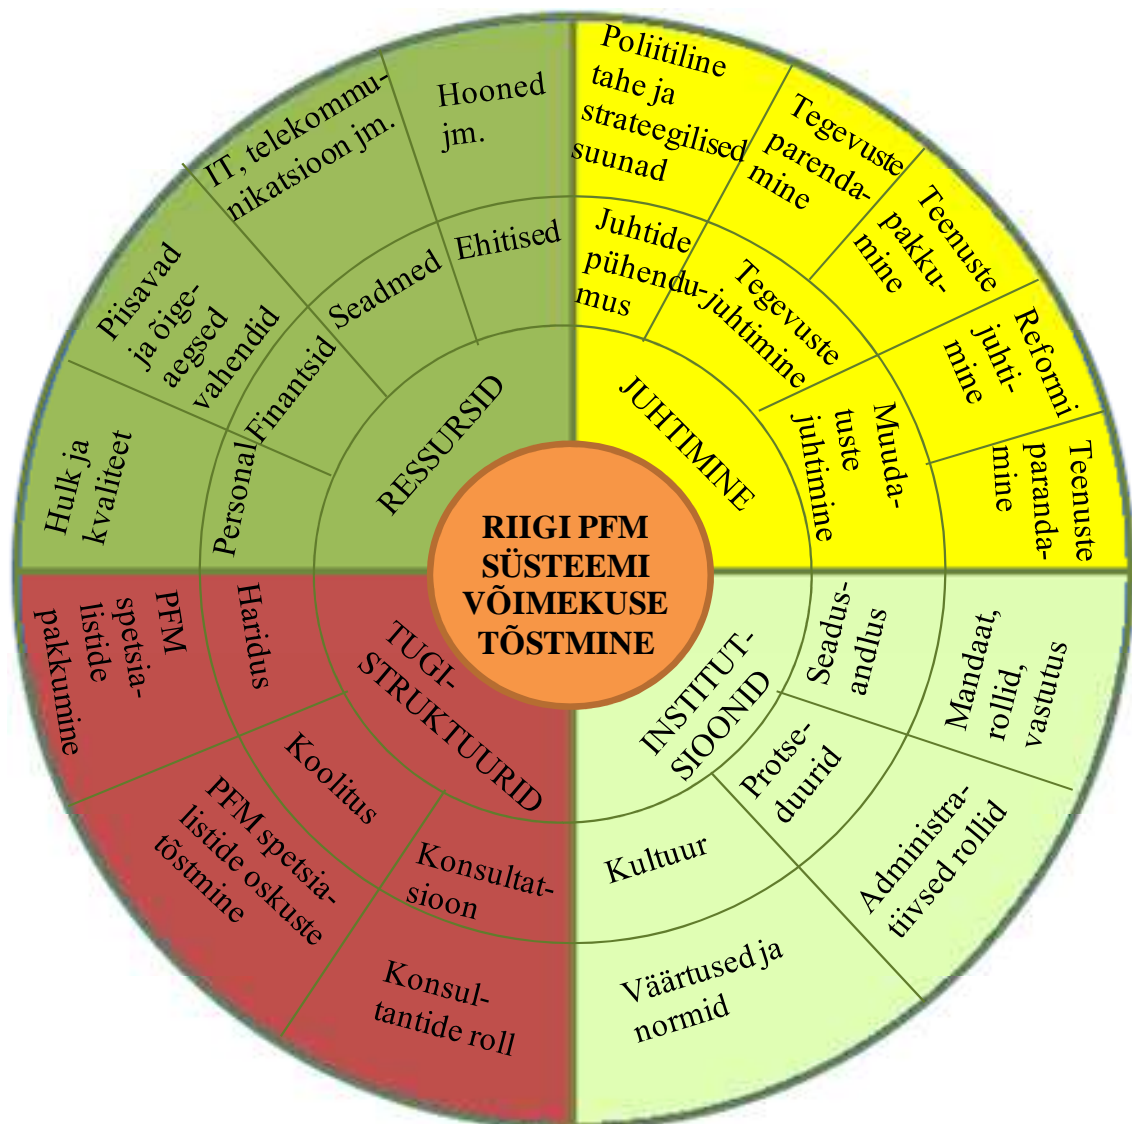 RIIGI PFM
SÜSTEEMI
VÕIMEKUSE
TÕSTMINE
JUHTIMINE
Juhtide
pühendu-
mus
Poliitiline
tahe ja
strateegilised
suunad
Tegevuste
juhtimine
Tegevuste
parenda-
mine
Teenuste
pakku-
mine
Muuda-
tuste
juhtimine
Reformi
juhti-
mine
Teenuste
paranda-
mine
INSTITUT-
SIOONID
Seadus-
andlus
Mandaat,
rollid,
vastutus
Protse-
duurid
Administra-
tiivsed rollid
Kultuur
Väärtused ja
normid
TUGI-
STRUKTUURID
Konsultat-
sioon
Konsul-
tantide roll
Koolitus
PFM spetsia-
listide oskuste
tõstmine
Haridus
PFM
spetsia-
listide
pakkumine
RESSURSID
Personal
Hulk ja
kvaliteet
Finantsid
Piisavad
ja õige-
aegsed
vahendid
Seadmed
IT, telekommu-
nikatsioon jm.
Ehitised
Hooned
jm.